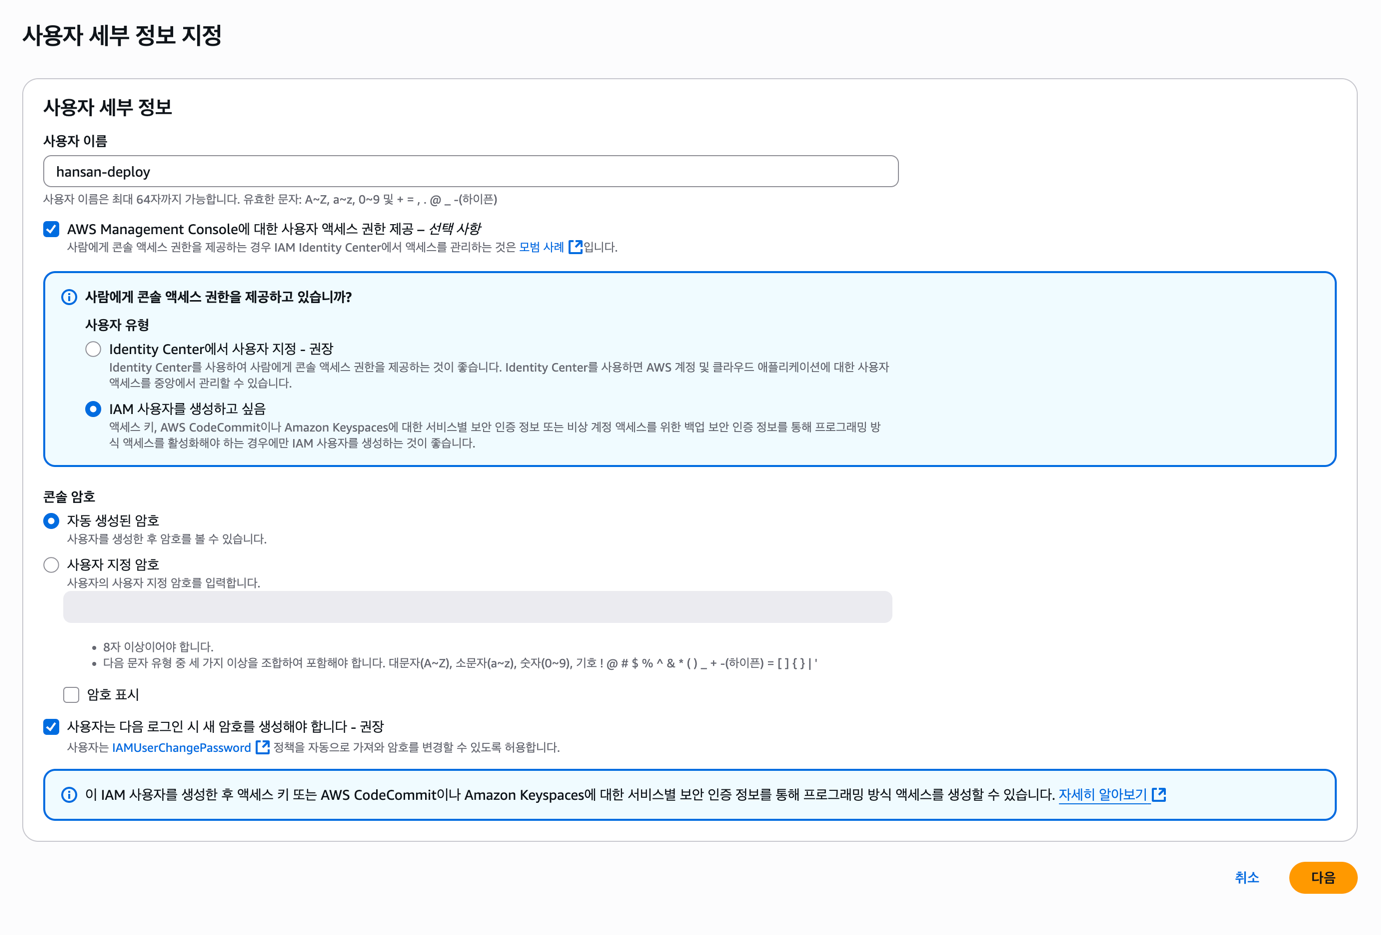 사용자 세부 정보 지정
사용자 세부 정보
사용자 이름
hansan-deploy
사용자 이름은 최대 64자까지 가능합니다. 유효한 문자: A~Z, a~z, 0~9 및 + = , . @ _ -(하이픈)
AWS Management Console에 대한 사용자 액세스 권한 제공 – 선택 사항
사람에게 콘솔 액세스 권한을 제공하는 경우 IAM Identity Center에서 액세스를 관리하는 것은 모범 사례 입니다.
사람에게 콘솔 액세스 권한을 제공하고 있습니까?
사용자 유형
Identity Center에서 사용자 지정 - 권장
Identity Center를 사용하여 사람에게 콘솔 액세스 권한을 제공하는 것이 좋습니다. Identity Center를 사용하면 AWS 계정 및 클라우드 애플리케이션에 대한 사용자
액세스를 중앙에서 관리할 수 있습니다.
IAM 사용자를 생성하고 싶음
액세스 키, AWS CodeCommit이나 Amazon Keyspaces에 대한 서비스별 보안 인증 정보 또는 비상 계정 액세스를 위한 백업 보안 인증 정보를 통해 프로그래밍 방
식 액세스를 활성화해야 하는 경우에만 IAM 사용자를 생성하는 것이 좋습니다.
콘솔 암호
자동 생성된 암호
사용자를 생성한 후 암호를 볼 수 있습니다.
사용자 지정 암호
사용자의 사용자 지정 암호를 입력합니다.
• 8자 이상이어야 합니다.
• 다음 문자 유형 중 세 가지 이상을 조합하여 포함해야 합니다. 대문자(A~Z), 소문자(a~z), 숫자(0~9), 기호 ! @ # $ % ^ & * ( ) _ + -(하이픈) = [ ] { } | '
암호 표시
사용자는 다음 로그인 시 새 암호를 생성해야 합니다 - 권장
사용자는 IAMUserChangePassword 정책을 자동으로 가져와 암호를 변경할 수 있도록 허용합니다.
이 IAM 사용자를 생성한 후 액세스 키 또는 AWS CodeCommit이나 Amazon Keyspaces에 대한 서비스별 보안 인증 정보를 통해 프로그래밍 방식 액세스를 생성할 수 있습니다. 자세히 알아보기
취소
다음